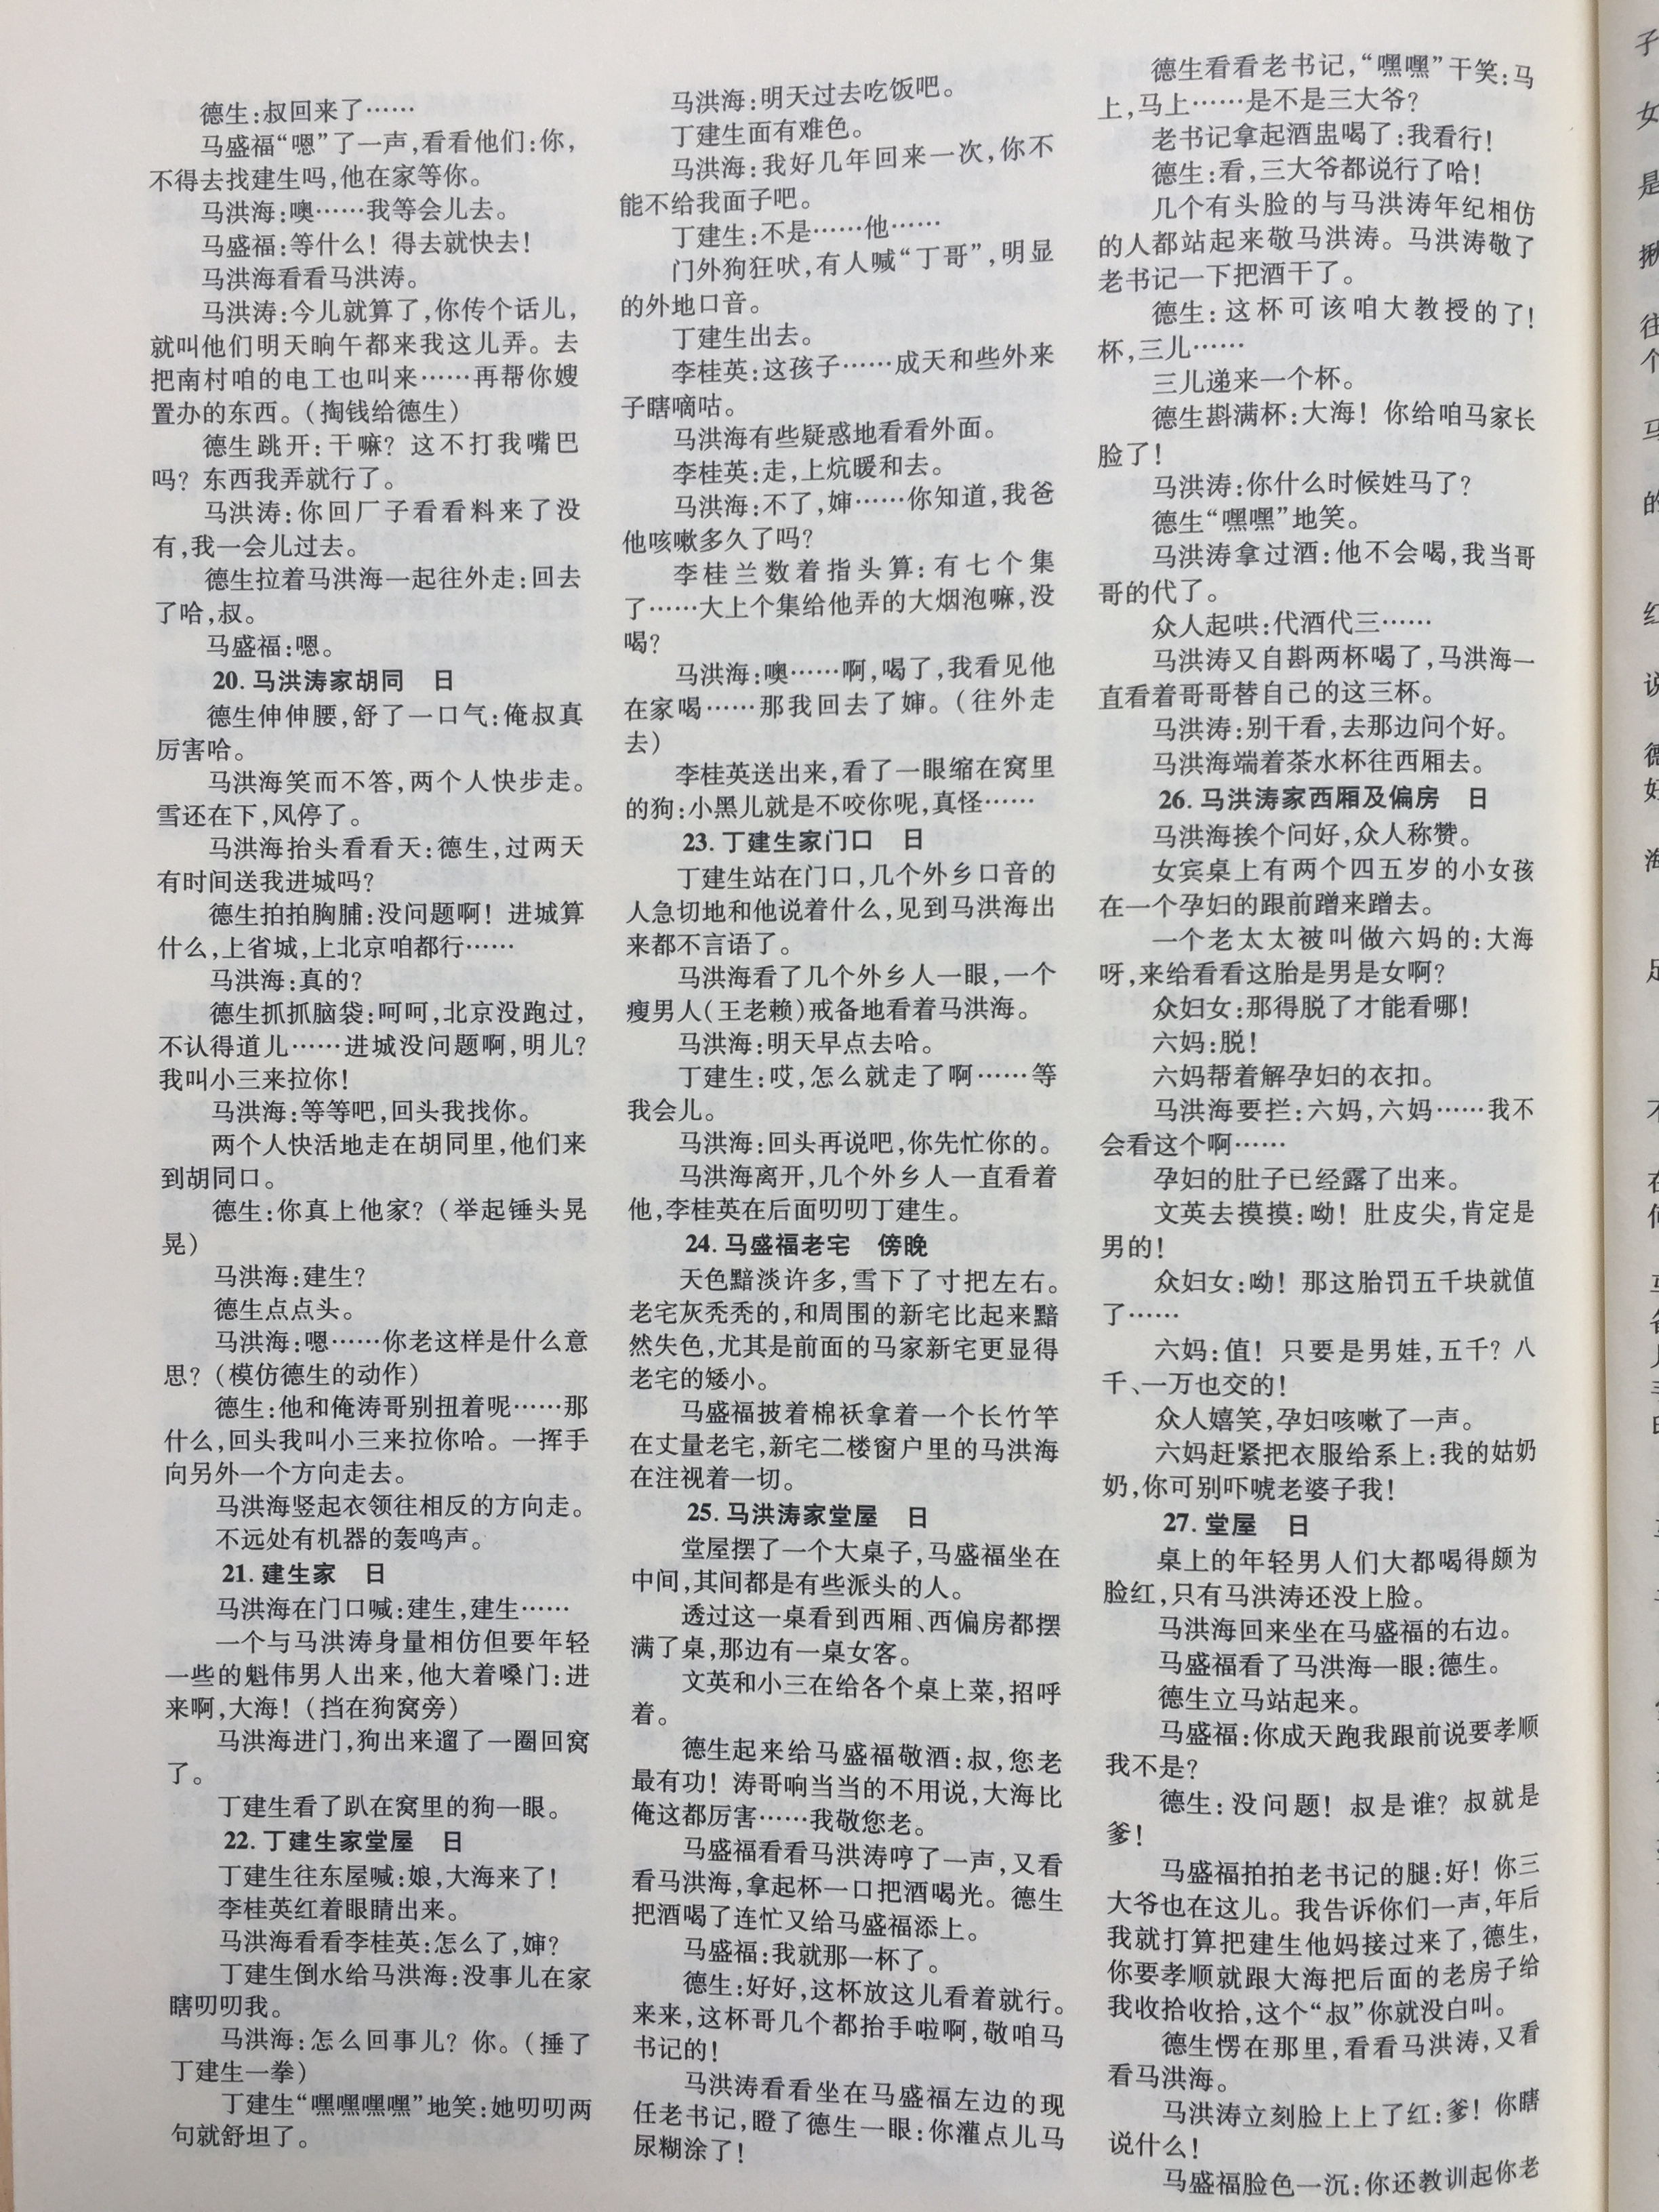 德生：叔回来了……
马盛福“嗯”了一声，看看他们：你，
不得去找建生吗，他在家等你。
马洪海：噢……我等会儿去。
马盛福：等什么！得去就快去！
马洪海看看马洪涛。
马洪涛：今儿就算了，你传个话儿，
就叫他们明天晌午都来我这儿弄。去
把南村咱的电工也叫来……再帮你嫂
置办的东西。（掏钱给德生）
德生跳开：干嘛？这不打我嘴巴
吗？东西我弄就行了。
马洪涛：你回厂子看看料来了没
有，我一会儿过去。
德生拉着马洪海一起往外走：回去
了哈，叔。
马盛福：嗯。
20. 马洪涛家胡同 日
德生伸伸腰，舒了一口气：俺叔真
厉害哈。
马洪海笑而不答，两个人快步走。
雪还在下，风停了。
马洪海抬头看看天：德生，过两天
有时间送我进城吗？
德生拍拍胸脯：没问题啊！进城算
什么，上省城，上北京咱都行……
马洪海：真的？
德生抓抓脑袋：呵呵，北京没跑过，
不认得道儿……进城没问题啊，明儿？
我叫小三来拉你！
马洪海：等等吧，回头我找你。
两个人快活地走在胡同里，他们来
到胡同口。
德生：你真上他家？（举起锤头晃
晃）
马洪海：建生？
德生点点头。
马洪海：嗯……你老这样是什么意
思？（模仿德生的动作）
德生：他和俺涛哥别扭着呢……那
什么，回头我叫小三来拉你哈。一挥手
向另外一个方向走去。
马洪海竖起衣领往相反的方向走。
不远处有机器的轰鸣声。
21. 建生家 日
马洪海在门口喊：建生，建生……
一个与马洪涛身量相仿但要年轻
一些的魁伟男人出来，他大着嗓门：进
来啊，大海！（挡在狗窝旁）
马洪海进门，狗出来遛了一圈回窝
了。
丁建生看了趴在窝里的狗一眼。
22. 丁建生家堂屋 日
丁建生往东屋喊：娘，大海来了！
李桂英红着眼睛出来。
马洪海看看李桂英：怎么了，婶？
丁建生倒水给马洪海：没事儿在家
瞎叨叨我。
马洪海：怎么回事儿？你。（捶了
丁建生一拳）
丁建生“嘿嘿嘿嘿”地笑：她叨叨两
句就舒坦了。
马洪海：明天过去吃饭吧。
丁建生面有难色。
马洪海：我好几年回来一次，你不
能不给我面子吧。
丁建生：不是……他……
门外狗狂吠，有人喊“丁哥”，明显
的外地口音。
丁建生出去。
李桂英：这孩子……成天和些外来
子瞎嘀咕。
马洪海有些疑惑地看看外面。
李桂英：走，上炕暖和去。
马洪海：不了，婶……你知道，我爸
他咳嗽多久了吗？
李桂兰数着指头算：有七个集
了……大上个集给他弄的大烟泡嘛，没
喝？
马洪海：噢……啊，喝了，我看见他
在家喝……那我回去了婶。（往外走
去）
李桂英送出来，看了一眼缩在窝里
的狗：小黑儿就是不咬你呢，真怪……
23. 丁建生家门口 日
丁建生站在门口，几个外乡口音的
人急切地和他说着什么，见到马洪海出
来都不言语了。
马洪海看了几个外乡人一眼，一个
瘦男人（王老赖）戒备地看着马洪海。
马洪海：明天早点去哈。
丁建生：哎，怎么就走了啊……等
我会儿。
马洪海：回头再说吧，你先忙你的。
马洪海离开，几个外乡人一直看着
他，李桂英在后面叨叨丁建生。
24. 马盛福老宅 傍晚
天色黯淡许多，雪下了寸把左右。
老宅灰秃秃的，和周围的新宅比起来黯
然失色，尤其是前面的马家新宅更显得
老宅的矮小。
马盛福披着棉袄拿着一个长竹竿
在丈量老宅，新宅二楼窗户里的马洪海
在注视着一切。
25. 马洪涛家堂屋 日
堂屋摆了一个大桌子，马盛福坐在
中间，其间都是有些派头的人。
透过这一桌看到西厢、西偏房都摆
满了桌，那边有一桌女客。
文英和小三在给各个桌上菜，招呼
着。
德生起来给马盛福敬酒：叔，您老
最有功！涛哥响当当的不用说，大海比
俺这都厉害……我敬您老。
马盛福看看马洪涛哼了一声，又看
看马洪海，拿起杯一口把酒喝光。德生
把酒喝了连忙又给马盛福添上。
马盛福：我就那一杯了。
德生：好好，这杯放这儿看着就行。
来来，这杯哥几个都抬手啦啊，敬咱马
书记的！
马洪涛看看坐在马盛福左边的现
任老书记，瞪了德生一眼：你灌点儿马
尿糊涂了！
德生看看老书记，“嘿嘿”干笑：马
上，马上……是不是三大爷？
老书记拿起酒盅喝了：我看行！
德生：看，三大爷都说行了哈！
几个有头脸的与马洪涛年纪相仿
的人都站起来敬马洪涛。马洪涛敬了
老书记一下把酒干了。
德生：这杯可该咱大教授的了！
杯，三儿……
三儿递来一个杯。
德生斟满杯：大海！你给咱马家长
脸了！
马洪涛：你什么时候姓马了？
德生“嘿嘿”地笑。
马洪涛拿过酒：他不会喝，我当哥
哥的代了。
众人起哄：代酒代三……
马洪涛又自斟两杯喝了，马洪海一
直看着哥哥替自己的这三杯。
马洪涛：别干看，去那边问个好。
马洪海端着茶水杯往西厢去。
26. 马洪涛家西厢及偏房 日
马洪海挨个问好，众人称赞。
女宾桌上有两个四五岁的小女孩
在一个孕妇的跟前蹭来蹭去。
一个老太太被叫做六妈的：大海
呀，来给看看这胎是男是女啊？
众妇女：那得脱了才能看哪！
六妈：脱！
六妈帮着解孕妇的衣扣。
马洪海要拦：六妈，六妈……我不
会看这个啊……
孕妇的肚子已经露了出来。
文英去摸摸：呦！肚皮尖，肯定是
男的！
众妇女：呦！那这胎罚五千块就值
了……
六妈：值！只要是男娃，五千？八
千、一万也交的！
众人嬉笑，孕妇咳嗽了一声。
六妈赶紧把衣服给系上：我的姑奶
奶，你可别吓唬老婆子我！
27. 堂屋 日
桌上的年轻男人们大都喝得颇为
脸红，只有马洪涛还没上脸。
马洪海回来坐在马盛福的右边。
马盛福看了马洪海一眼：德生。
德生立马站起来。
马盛福：你成天跑我跟前说要孝顺
我不是？
德生：没问题！叔是谁？叔就是
爹！
马盛福拍拍老书记的腿：好！你三
大爷也在这儿。我告诉你们一声，年后
我就打算把建生他妈接过来了，德生，
你要孝顺就跟大海把后面的老房子给
我收拾收拾，这个“叔”你就没白叫。
德生愣在那里，看看马洪涛，又看
看马洪海。
马洪涛立刻脸上上了红：爹！你瞎
说什么！
马盛福脸色一沉：你还教训起你老